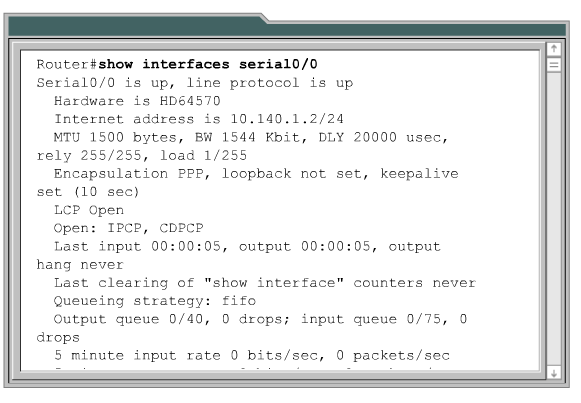 Router#show interfaces serial0/0
Serial0/0 is up, line protocol is up
Hardware is HD64570
Internet address is 10.140.1.2/24
MTU 1500 bytes, BW 1544 Kbit, DLY 20000 usec,
rely 255/255, load 1/255
Encapsulation PPP, loopback not set, keepalive
set (10 sec)
LCP Open
Open: IPCP, CDPCP
Last input 00:00:05, output 00:00:05, output
hang never
Last clearing of "show interface" counters never
Queueing strategy: fifo
Output queue 0/40, 0 drops; input queue 0/75, 0
drops
5 minute input rate 0 bits/sec, 0 packets/sec